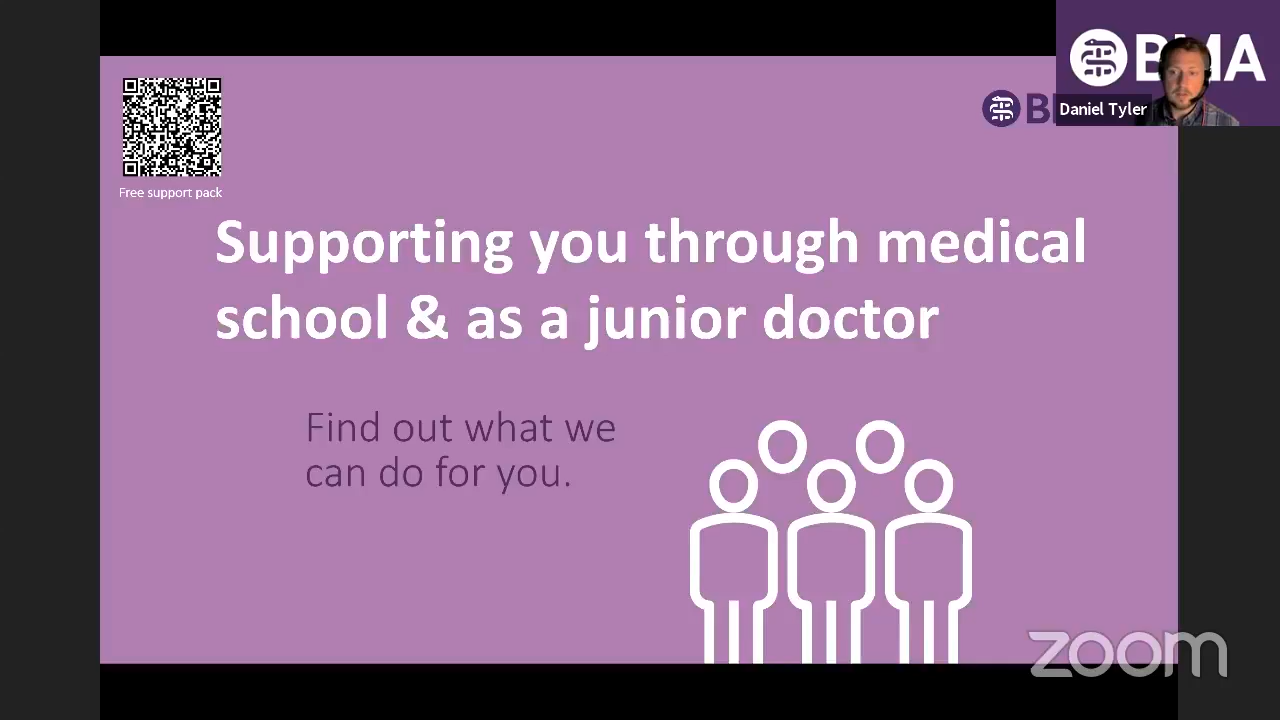 BMA
Daniel Tyler
Free support pack
Supporting you through medical
school & as a junior doctor
Find out what we
can do for you.
zoom